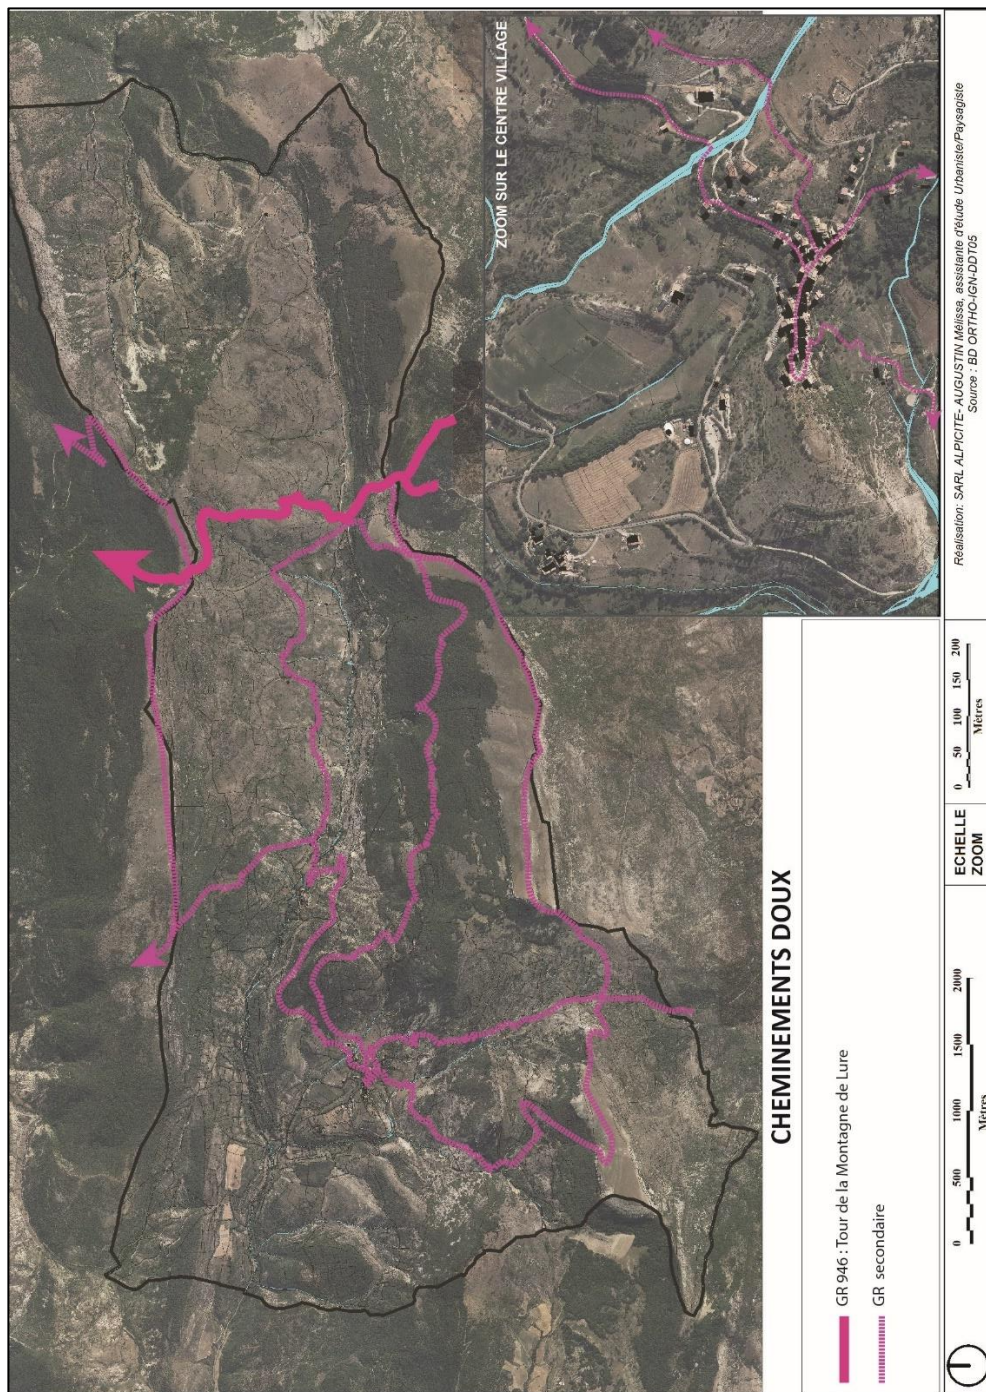 ZOOM SUR LE CENTRE VILLAGE
CHEMINEMENTS DOUX
GR 946 : Tour de la Montagne de Lure
GR secondaire
0 500 1000 1500 2000
Mètres
ECHELLE
ZOOM
0 50 100 150 200
Mètres
Réalisation: SARL ALPICITE- AUGUSTIN Mélissa, assistante d'étude Urbaniste/Paysagiste
Source : BD ORTHO-IGN-DDT05